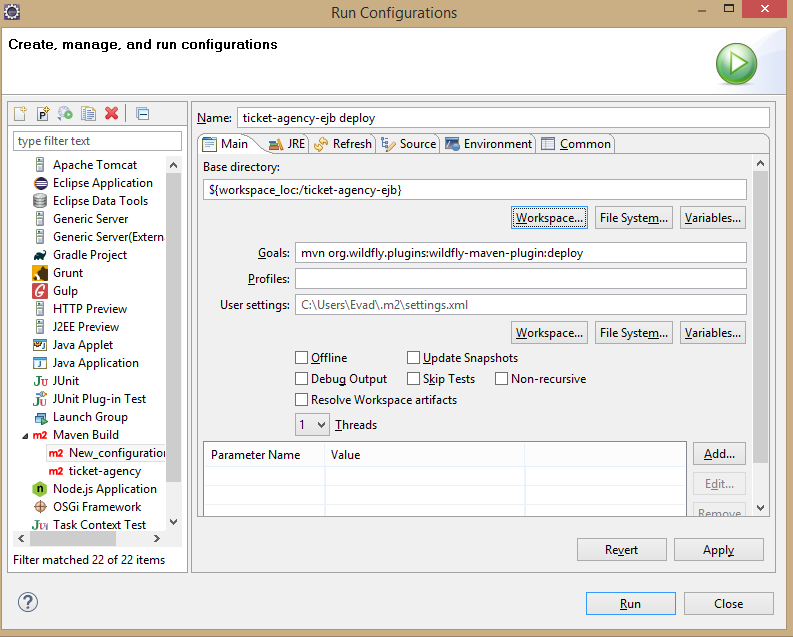 Run Configurations
Create, manage, and run configurations
type filter text
Apache Tomcat
Eclipse Application
Eclipse Data Tools
Generic Server
Generic Server(Extern
Gradle Project
Grunt
Gulp
HTTP Preview
J2EE Preview
Java Applet
Java Application
JUnit
JUnit Plug-in Test
Launch Group
Maven Build
New_configuration
ticket-agency
Node.js Application
OSGi Framework
Task Context Test
Filter matched 22 of 22 items
Name: ticket-agency-ejb deploy
Main JRE Refresh Source Environment Common
Base directory:
${workspace_loc:/ticket-agency-ejb}
Workspace... File System... Variables...
Goals: mvn org.wildfly.plugins:wildfly-maven-plugin:deploy
Profiles:
User settings: C:\Users\Evad\.m2\settings.xml
Workspace... File System... Variables...
Offline Update Snapshots
Debug Output Skip Tests Non-recursive
Resolve Workspace artifacts
1 Threads
Parameter Name Value
Add...
Edit...
Remove
Revert Apply
Run Close